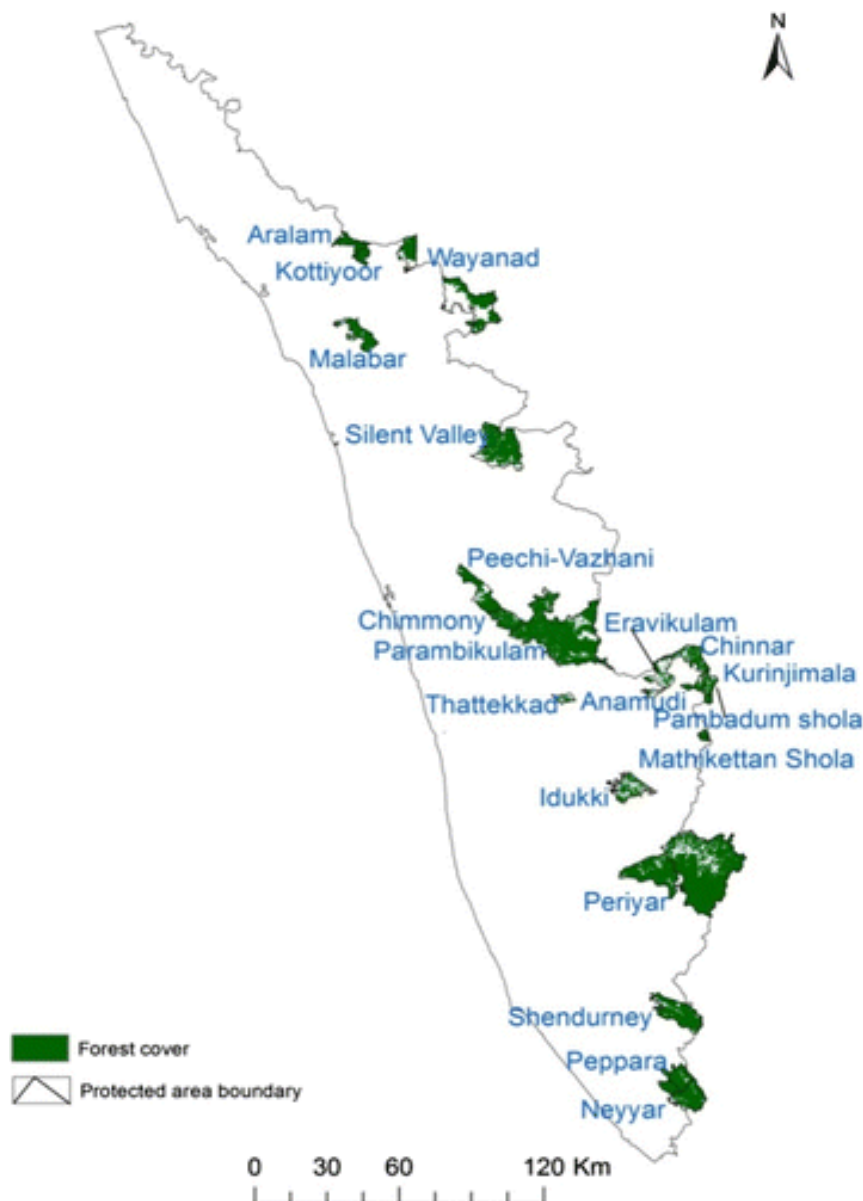 N
Aralam
Wayanad
Kottiyoor
Malabar
Silent Valley
Peechi-Vazhani
Chimmony
Eravikulam
Chinnar
Parambikulam
Kurinjimala
Thattekkad
Anamudi
Pambadum shola
Mathikettan Shola
Idukki
Periyar
Shendurney
Forest cover
Peppara
Protected area boundary
Neyyar
0 30 60 120 Km